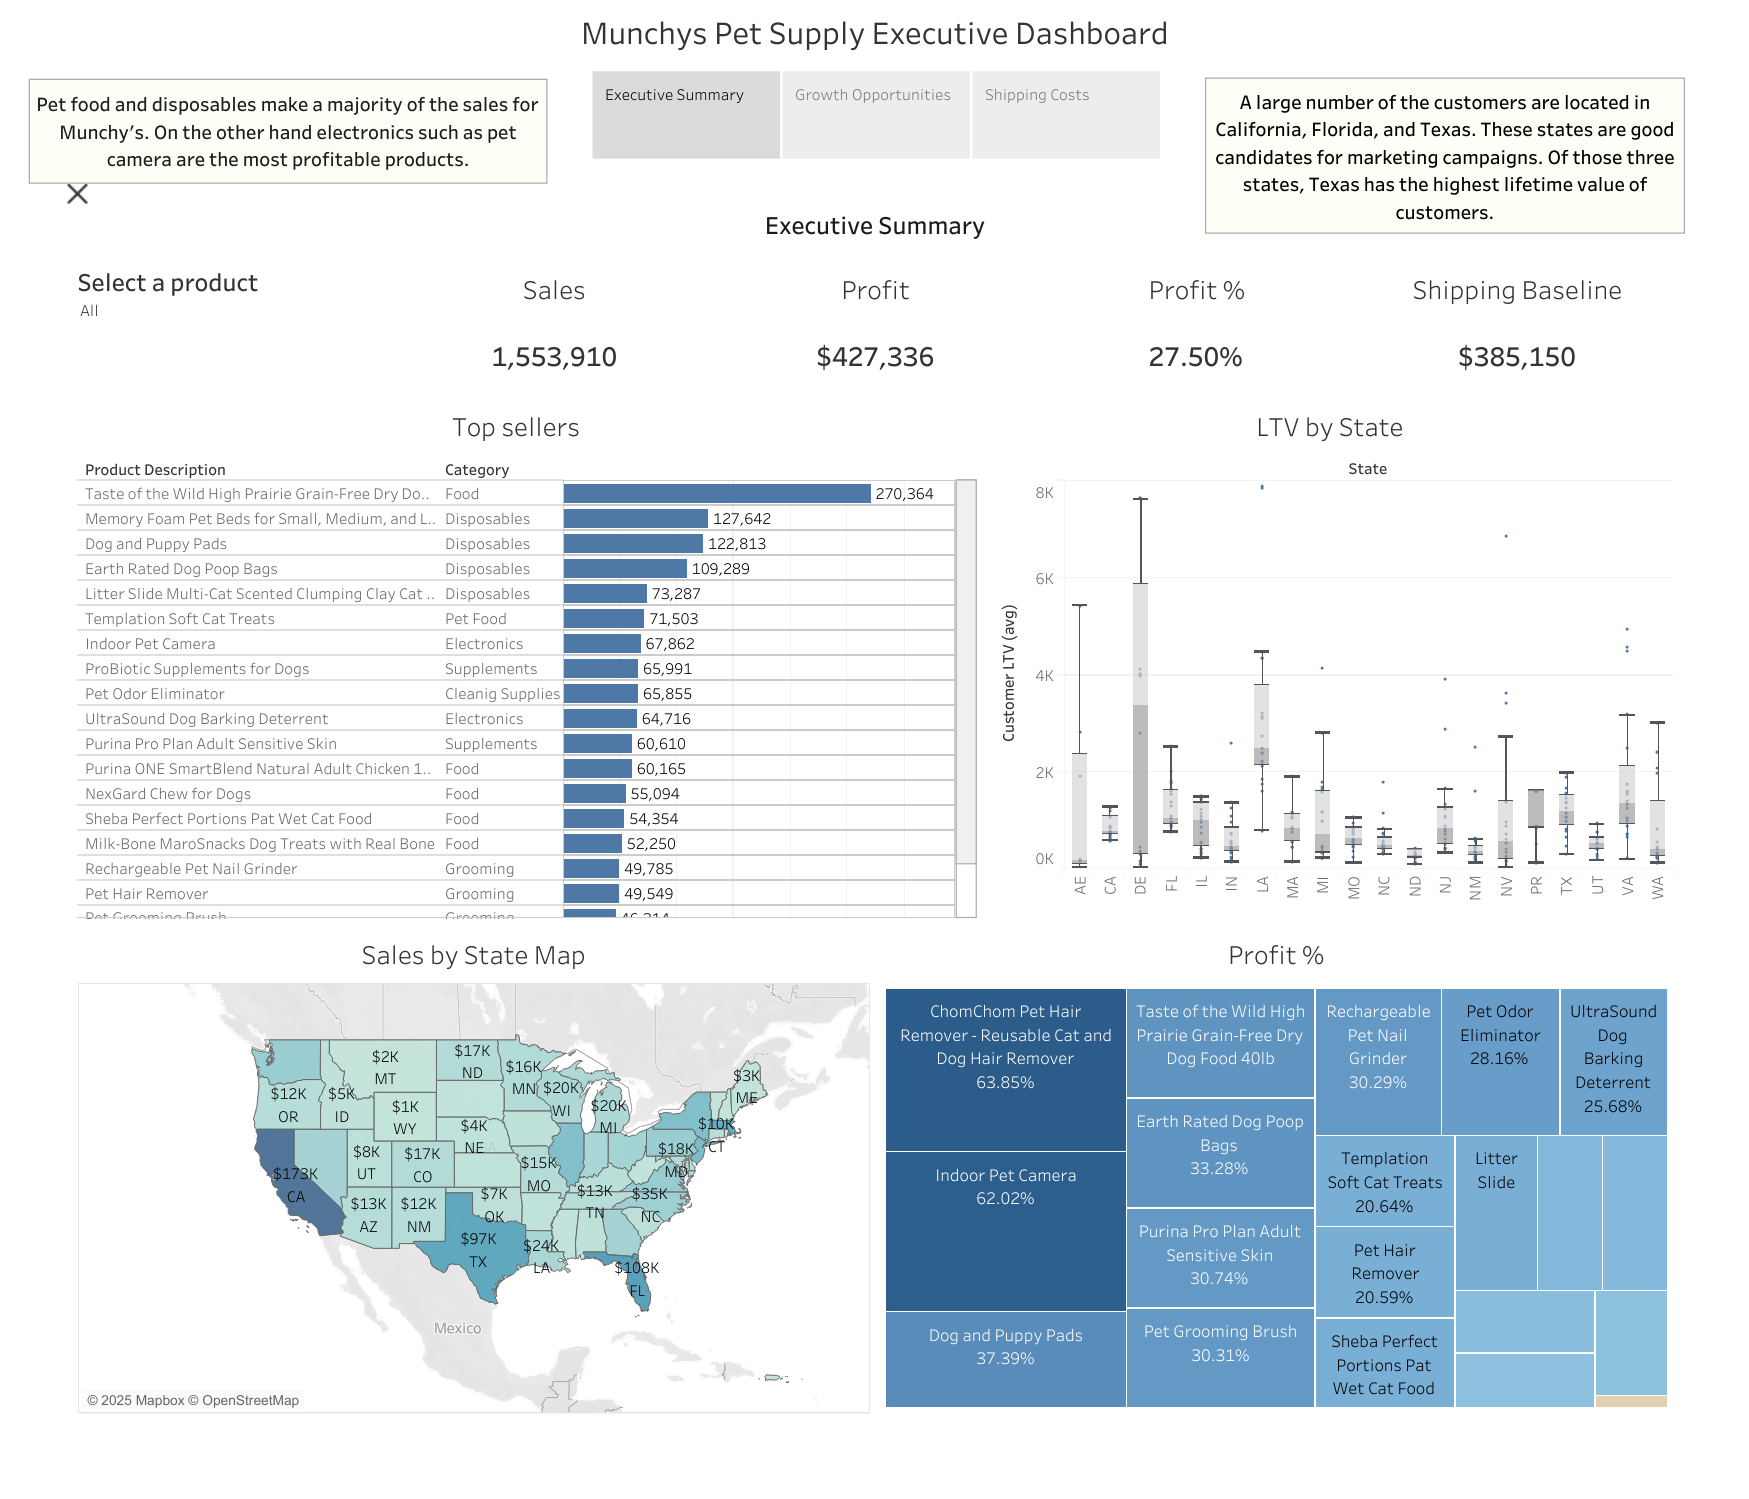 Munchys Pet Supply Executive Dashboard
Pet food and disposables make a majority of the sales for
Munchy's. On the other hand electronics such as pet
camera are the most profitable products.
Executive Summary
Growth Opportunities
Shipping Costs
A large number of the customers are located in
California, Florida, and Texas. These states are good
candidates for marketing campaigns. Of those three
states, Texas has the highest lifetime value of
customers.
Executive Summary
Select a product
All
Sales
1,553,910
Profit
$427,336
Profit %
27.50%
Shipping Baseline
$385,150
Top sellers
Product Description Category
Taste of the Wild High Prairie Grain-Free Dry Do.. Food 270,364
Memory Foam Pet Beds for Small, Medium, and L.. Disposables 127,642
Dog and Puppy Pads Disposables 122,813
Earth Rated Dog Poop Bags Disposables 109,289
Litter Slide Multi-Cat Scented Clumping Clay Cat .. Disposables 73,287
Templation Soft Cat Treats Pet Food 71,503
Indoor Pet Camera Electronics 67,862
ProBiotic Supplements for Dogs Supplements 65,991
Pet Odor Eliminator Cleanig Supplies 65,855
UltraSound Dog Barking Deterrent Electronics 64,716
Purina Pro Plan Adult Sensitive Skin Supplements 60,610
Purina ONE SmartBlend Natural Adult Chicken 1.. Food 60,165
NexGard Chew for Dogs Food 55,094
Sheba Perfect Portions Pat Wet Cat Food Food 54,354
Milk-Bone MaroSnacks Dog Treats with Real Bone Food 52,250
Rechargeable Pet Nail Grinder Grooming 49,785
Pet Hair Remover Grooming 49,549
Pet Grooming Brush Grooming 46,214
LTV by State
State
Customer LTV (avg)
8K
6K
4K
2K
0K
AE CA DE FL IL IN LA MA MI MO NC ND NJ NM NV PR TX UT VA WA
Sales by State Map
$2K
MT
$17K
ND
$16K
MN
$20K
WI
$20K
MI
$3K
ME
$12K
OR
$5K
ID
$1K
WY
$4K
NE
$10K
CT
$18K
MD
$173K
CA
$8K
UT
$17K
CO
$15K
MO
$13K
TN
$35K
NC
$13K
AZ
$12K
NM
$7K
OK
$97K
TX
$24K
LA
$108K
FL
Mexico
© 2025 Mapbox © OpenStreetMap
Profit %
ChomChom Pet Hair
Remover - Reusable Cat and
Dog Hair Remover
63.85%
Indoor Pet Camera
62.02%
Dog and Puppy Pads
37.39%
Taste of the Wild High
Prairie Grain-Free Dry
Dog Food 40lb
Earth Rated Dog Poop
Bags
33.28%
Purina Pro Plan Adult
Sensitive Skin
30.74%
Pet Grooming Brush
30.31%
Rechargeable
Pet Nail
Grinder
30.29%
Pet Odor
Eliminator
28.16%
UltraSound
Dog
Barking
Deterrent
25.68%
Templation
Soft Cat Treats
20.64%
Pet Hair
Remover
20.59%
Sheba Perfect
Portions Pat
Wet Cat Food
Litter
Slide